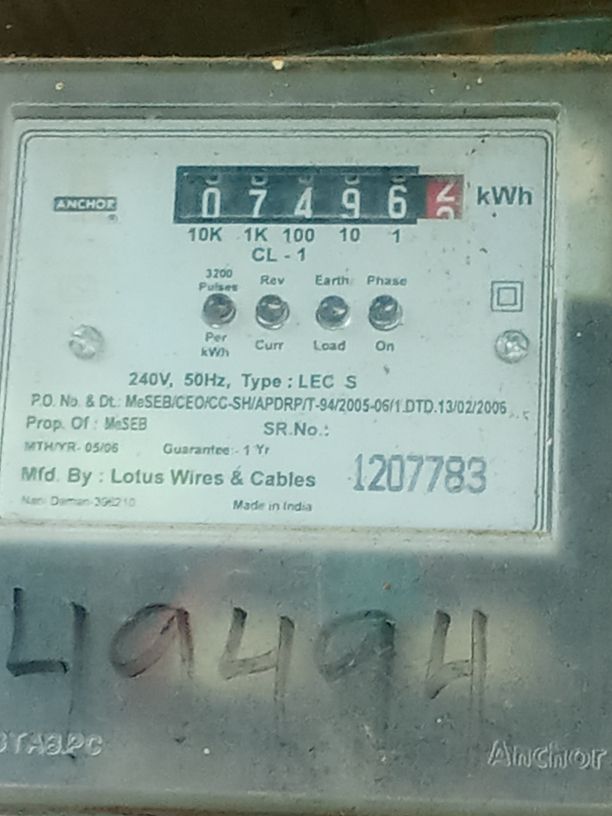 ANCHOR
07496 kWh
10K 1K 100 10 1
CL - 1
3200 Pulses Per kWh
Rev Curr
Earth Load
Phase On
240V, 50Hz, Type : LEC S
P.O. No. & Dt.: MeSEB/CEO/CC-SH/APDRP/T-94/2005-06/1.DTD.13/02/2006
Prop. Of : MeSEB SR.No.:
MTH/YR- 05/06 Guarantee:- 1 Yr
1207783
Mfd. By : Lotus Wires & Cables
Nani Daman-396210 Made in India
49494
Anchor